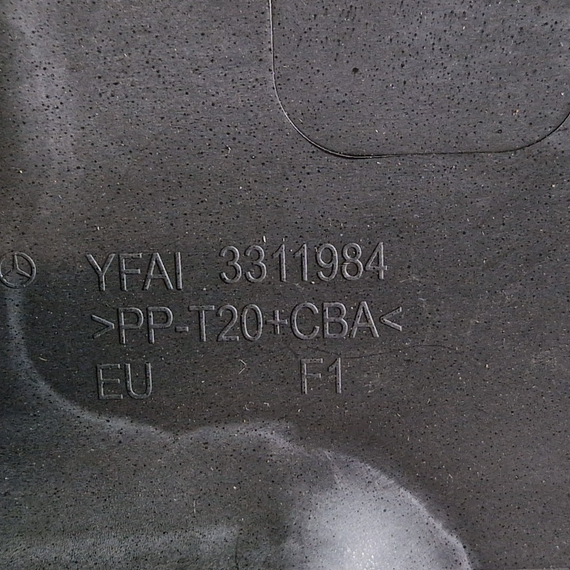 YFAI 3311984
>PP-T20+CBA<
EU F1